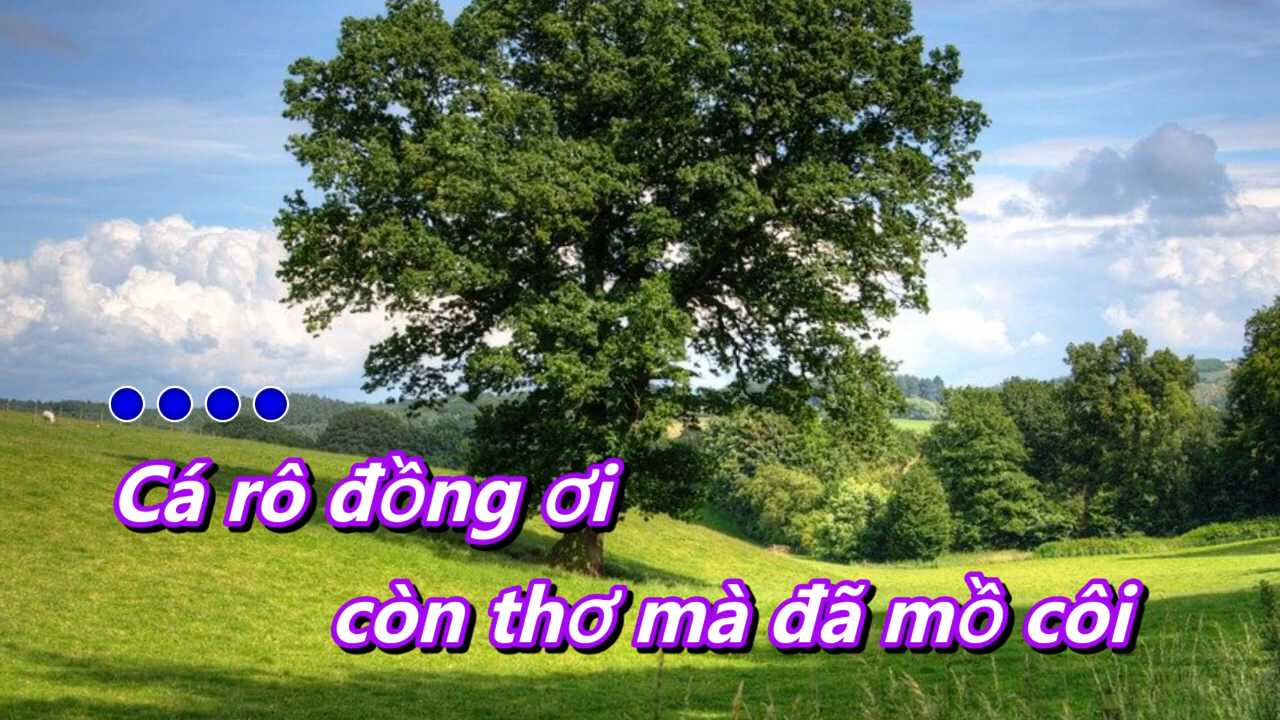 Cá rô đồng ơi
còn thơ mà đã mồ côi